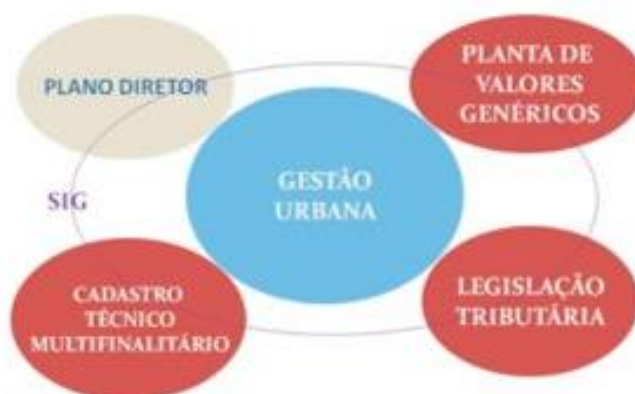 PLANO DIRETOR
PLANTA DE
VALORES
GENÉRICOS
GESTÃO
URBANA
SIG
CADASTRO
TÉCNICO
MULTIFINALITÁRIO
LEGISLAÇÃO
TRIBUTÁRIA